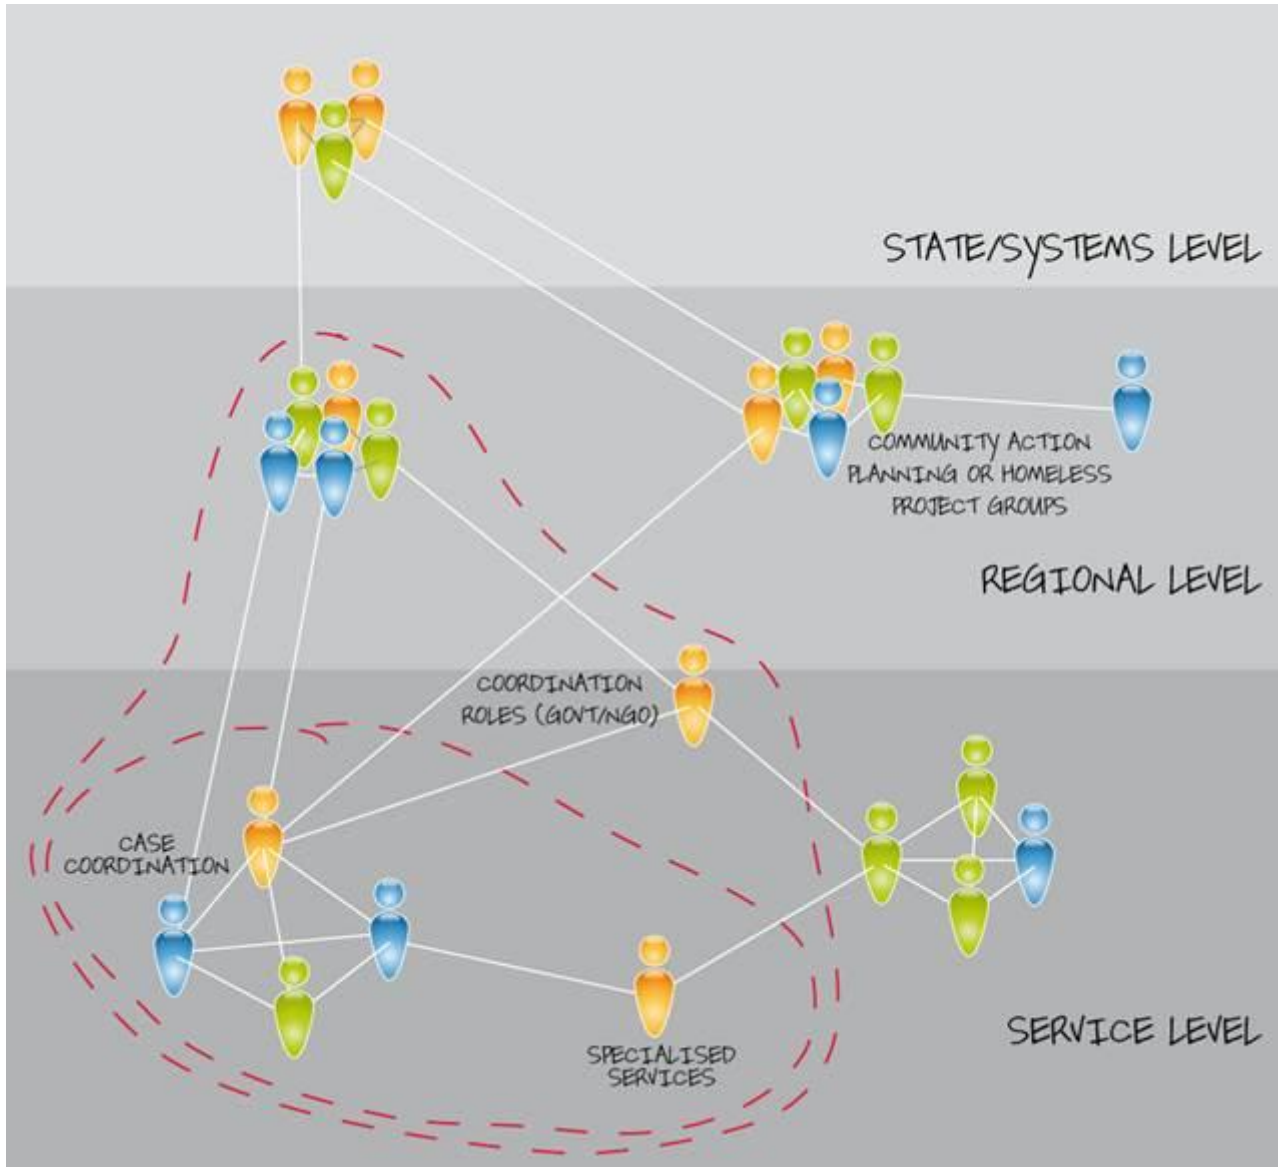 STATE/SYSTEMS LEVEL
COMMUNITY ACTION
PLANNING OR HOMELESS
PROJECT GROUPS
REGIONAL LEVEL
COORDINATION
ROLES (GOVT/NGO)
CASE
COORDINATION
SERVICE LEVEL
SPECIALISED
SERVICES